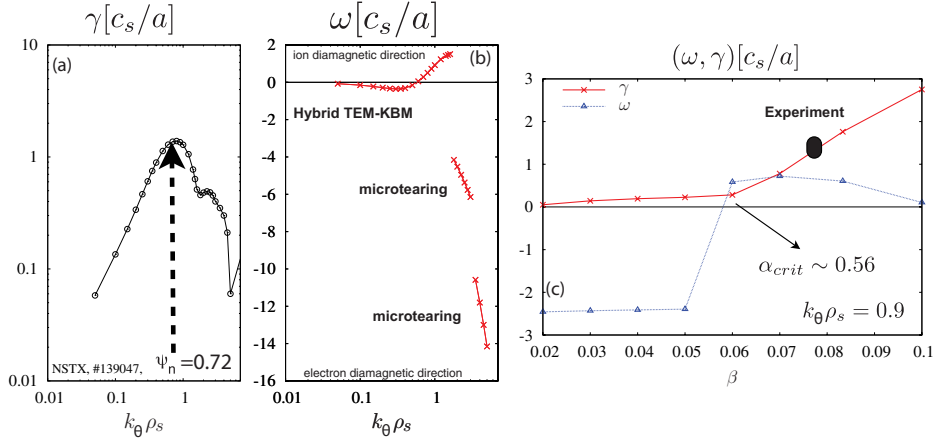 γ[c_s/a]
(a)
10
1
0.1
0.01
NSTX, #139047,
ψ_n=0.72
0.01
0.1
1
k_θρ_s
ω[c_s/a]
(b)
2
0
-2
-4
-6
-8
-10
-12
-14
-16
ion diamagnetic direction
Hybrid TEM-KBM
microtearing
microtearing
electron diamagnetic direction
0.01
0.1
1
k_θρ_s
(ω, γ)[c_s/a]
3
2
1
0
-1
-2
-3
γ
ω
Experiment
α_crit ∼ 0.56
(c)
k_θρ_s = 0.9
0.02 0.03 0.04 0.05 0.06 0.07 0.08 0.09 0.1
β